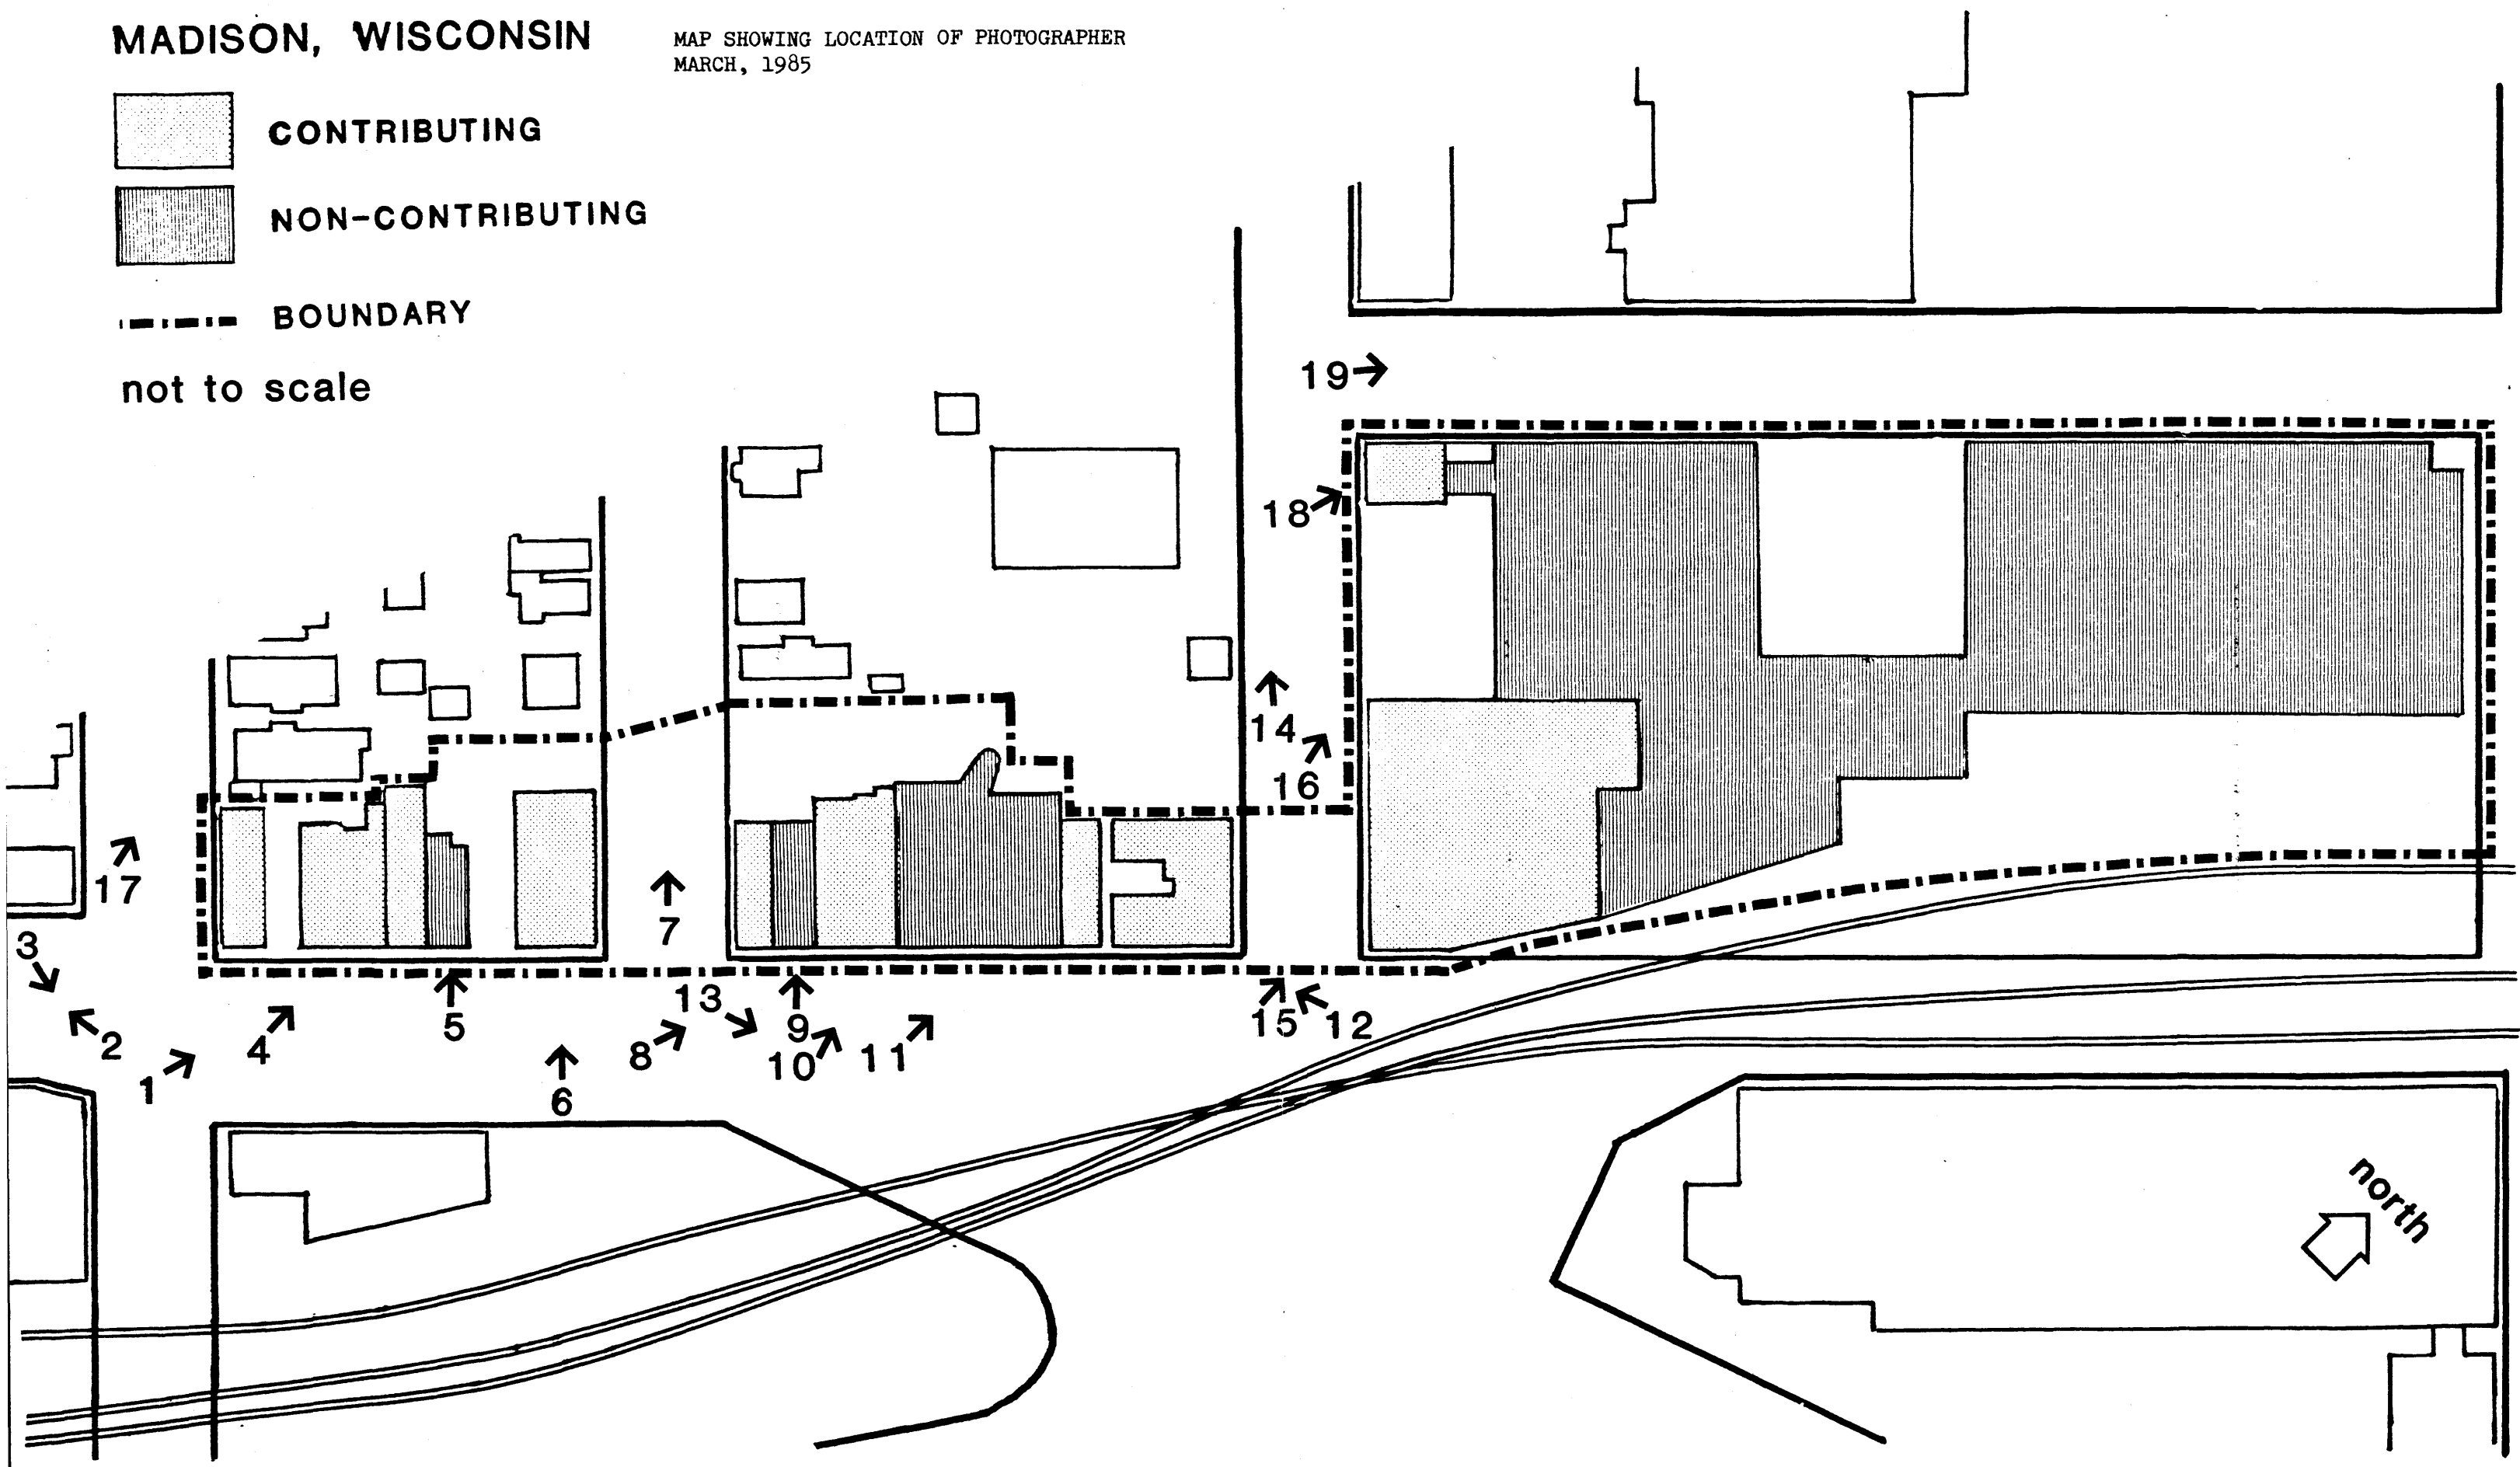 MADISON, WISCONSIN
MAP SHOWING LOCATION OF PHOTOGRAPHER
MARCH, 1985
CONTRIBUTING
NON-CONTRIBUTING
BOUNDARY
not to scale
19
18
14
16
17
7
3
13
2
4
5
8
9
15
12
1
10
11
6
north